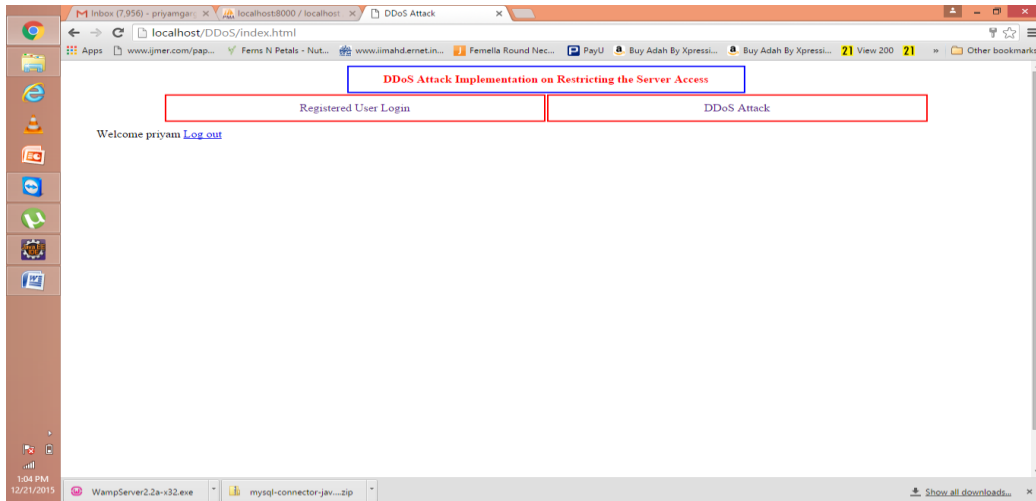 Inbox (7,956) - priyamgar
localhost:8000 / localhost
DDoS Attack
localhost/DDoS/index.html
Apps www.ijmer.com/pap... Ferns N Petals - Nut... www.iimahd.ernet.in... Femella Round Nec... PayU Buy Adah By Xpressi... Buy Adah By Xpressi... 21 View 200 21 » Other bookmarks
DDoS Attack Implementation on Restricting the Server Access
Registered User Login
DDoS Attack
Welcome priyam Log out
1:04 PM
12/21/2015
WampServer2.2a-x32.exe
mysql-connector-jav....zip
Show all downloads...